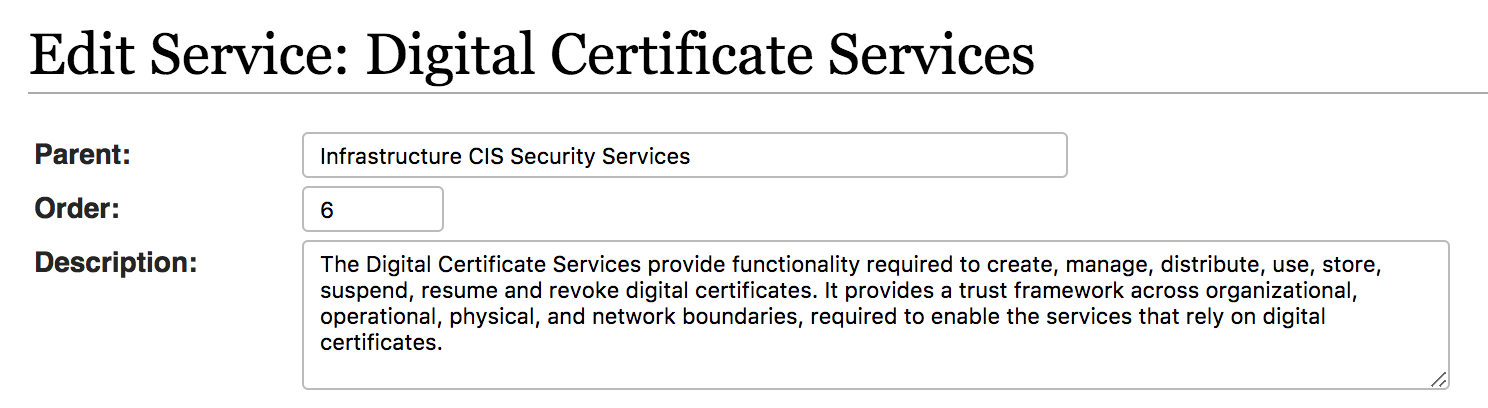 Edit Service: Digital Certificate Services
Parent: Infrastructure CIS Security Services
Order: 6
Description: The Digital Certificate Services provide functionality required to create, manage, distribute, use, store,
suspend, resume and revoke digital certificates. It provides a trust framework across organizational,
operational, physical, and network boundaries, required to enable the services that rely on digital
certificates.